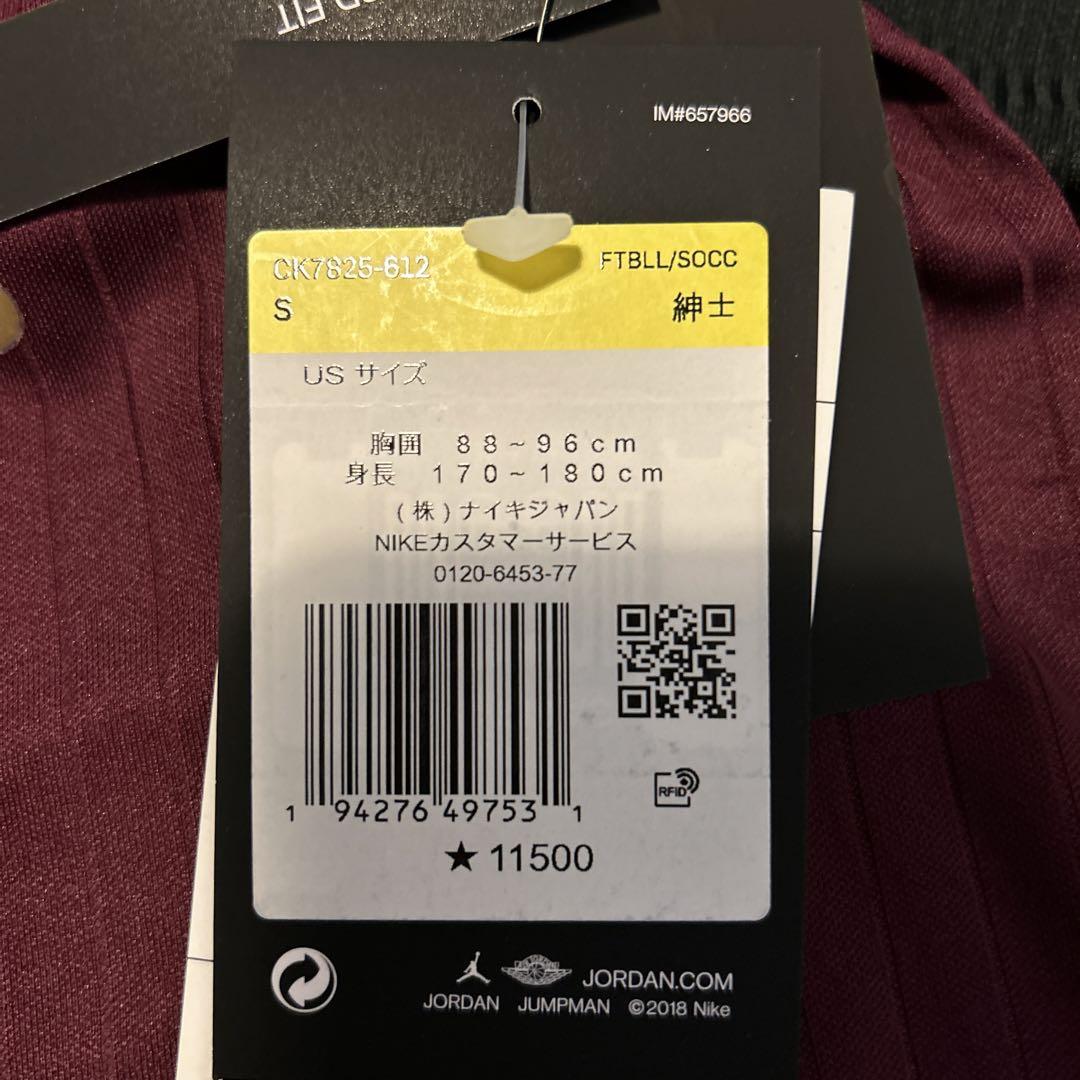 RD FIT
IM#657966
CK7825-612
FTBLL/SOCC
S
紳士
US サイズ
胸囲 88~96cm
身長 170~180cm
(株)ナイキジャパン
NIKEカスタマーサービス
0120-6453-77
1 94276 49753 1
RFID
★ 11500
JORDAN.COM
JORDAN JUMPMAN ©2018 Nike